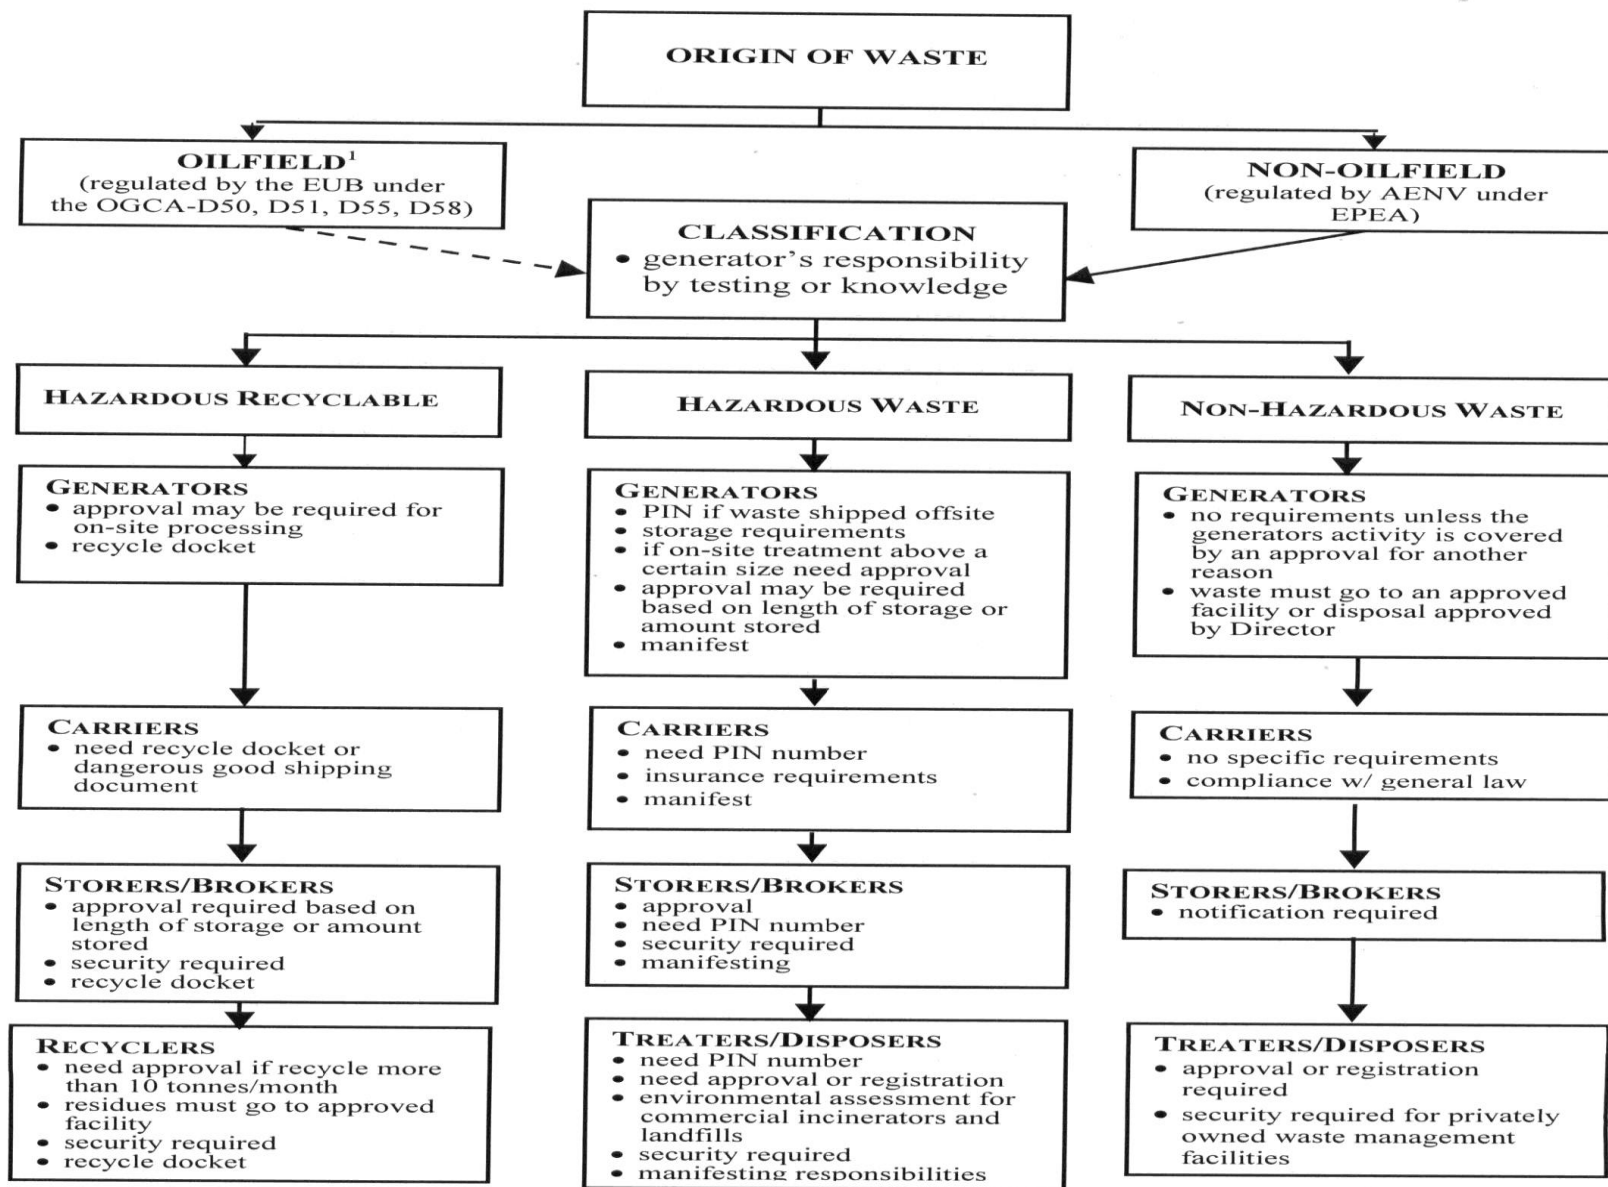 ORIGIN OF WASTE
OILFIELD¹
(regulated by the EUB under
the OGCA-D50, D51, D55, D58)
NON-OILFIELD
(regulated by AENV under
EPEA)
CLASSIFICATION
• generator's responsibility
by testing or knowledge
HAZARDOUS RECYCLABLE
HAZARDOUS WASTE
NON-HAZARDOUS WASTE
GENERATORS
• approval may be required for
on-site processing
• recycle docket
GENERATORS
• PIN if waste shipped offsite
• storage requirements
• if on-site treatment above a
certain size need approval
• approval may be required
based on length of storage or
amount stored
• manifest
GENERATORS
• no requirements unless the
generators activity is covered
by an approval for another
reason
• waste must go to an approved
facility or disposal approved
by Director
CARRIERS
• need recycle docket or
dangerous good shipping
document
CARRIERS
• need PIN number
• insurance requirements
• manifest
CARRIERS
• no specific requirements
• compliance w/ general law
STORERS/BROKERS
• approval required based on
length of storage or amount
stored
• security required
• recycle docket
STORERS/BROKERS
• approval
• need PIN number
• security required
• manifesting
STORERS/BROKERS
• notification required
RECYCLERS
• need approval if recycle more
than 10 tonnes/month
• residues must go to approved
facility
• security required
• recycle docket
TREATERS/DISPOSERS
• need PIN number
• need approval or registration
• environmental assessment for
commercial incinerators and
landfills
• security required
• manifesting responsibilities
TREATERS/DISPOSERS
• approval or registration
required
• security required for privately
owned waste management
facilities